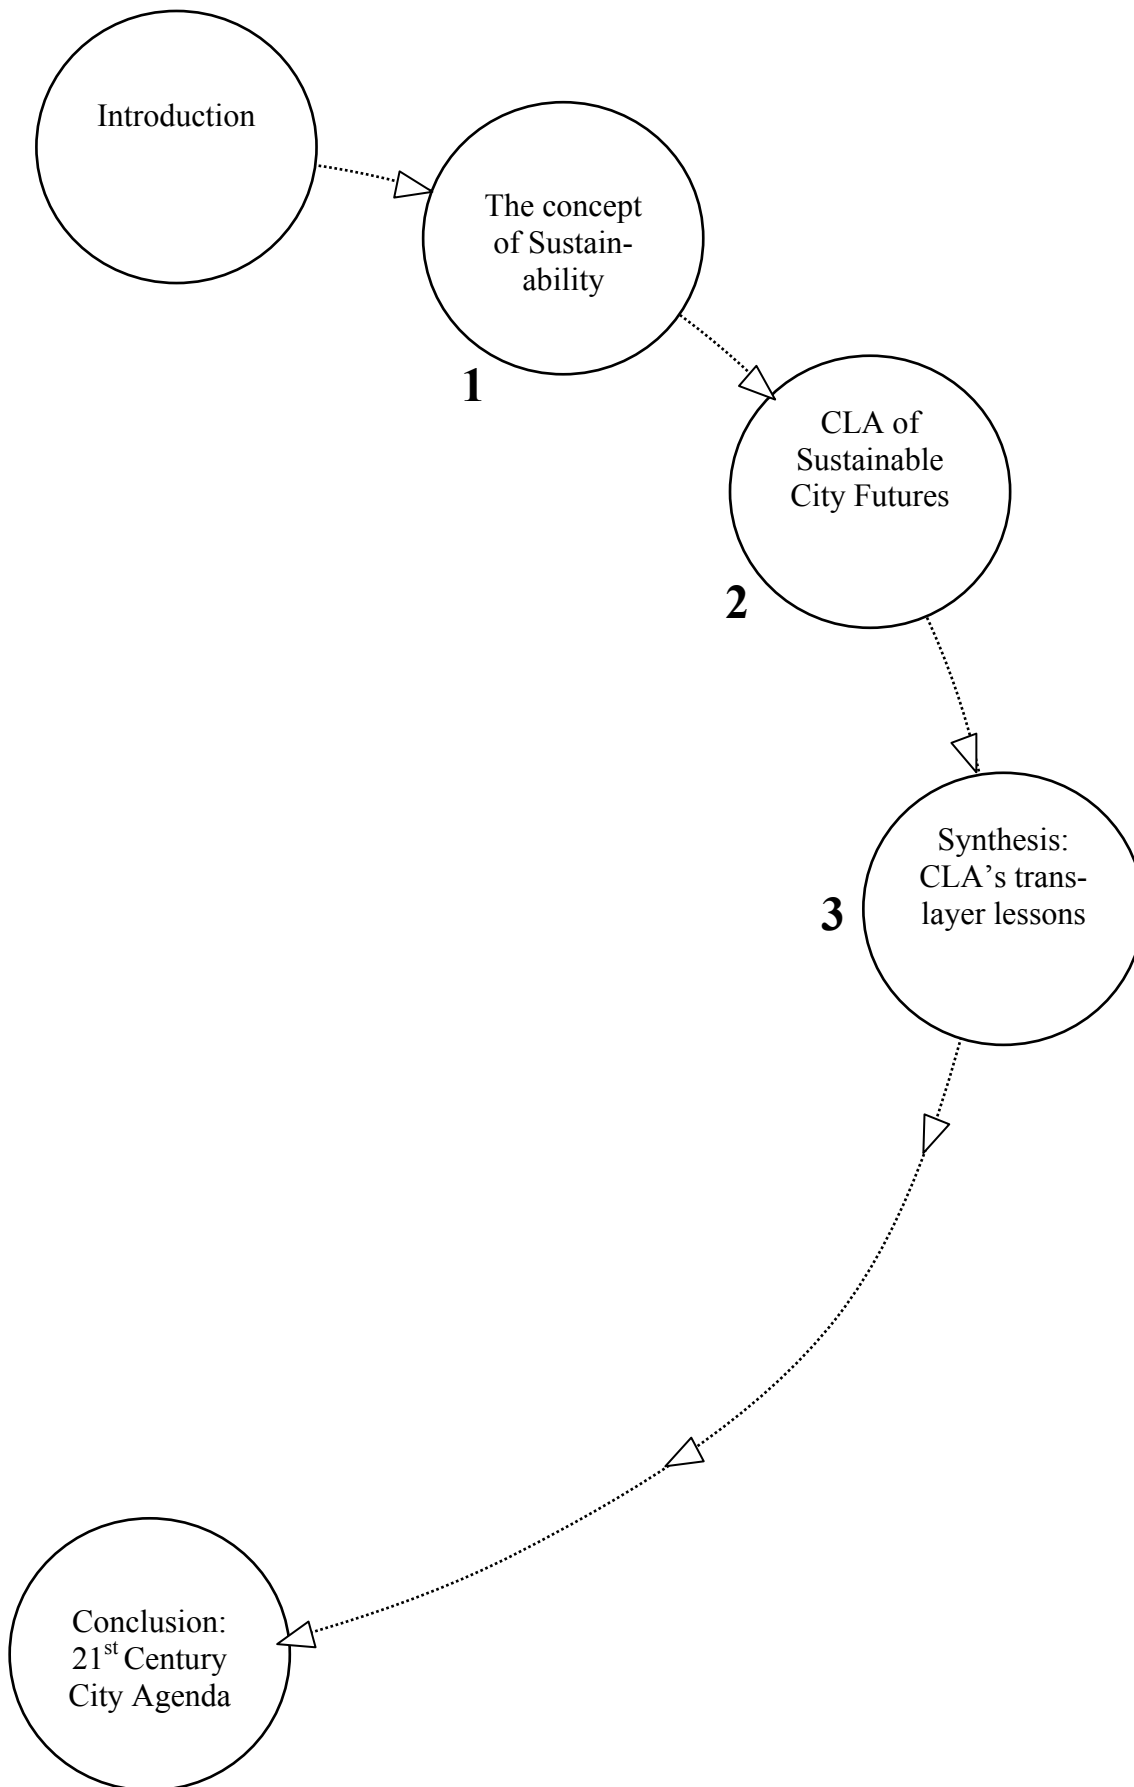 Introduction
The concept
of Sustain-
ability
1
CLA of
Sustainable
City Futures
2
Synthesis:
CLA’s trans-
layer lessons
3
Conclusion:
21st Century
City Agenda